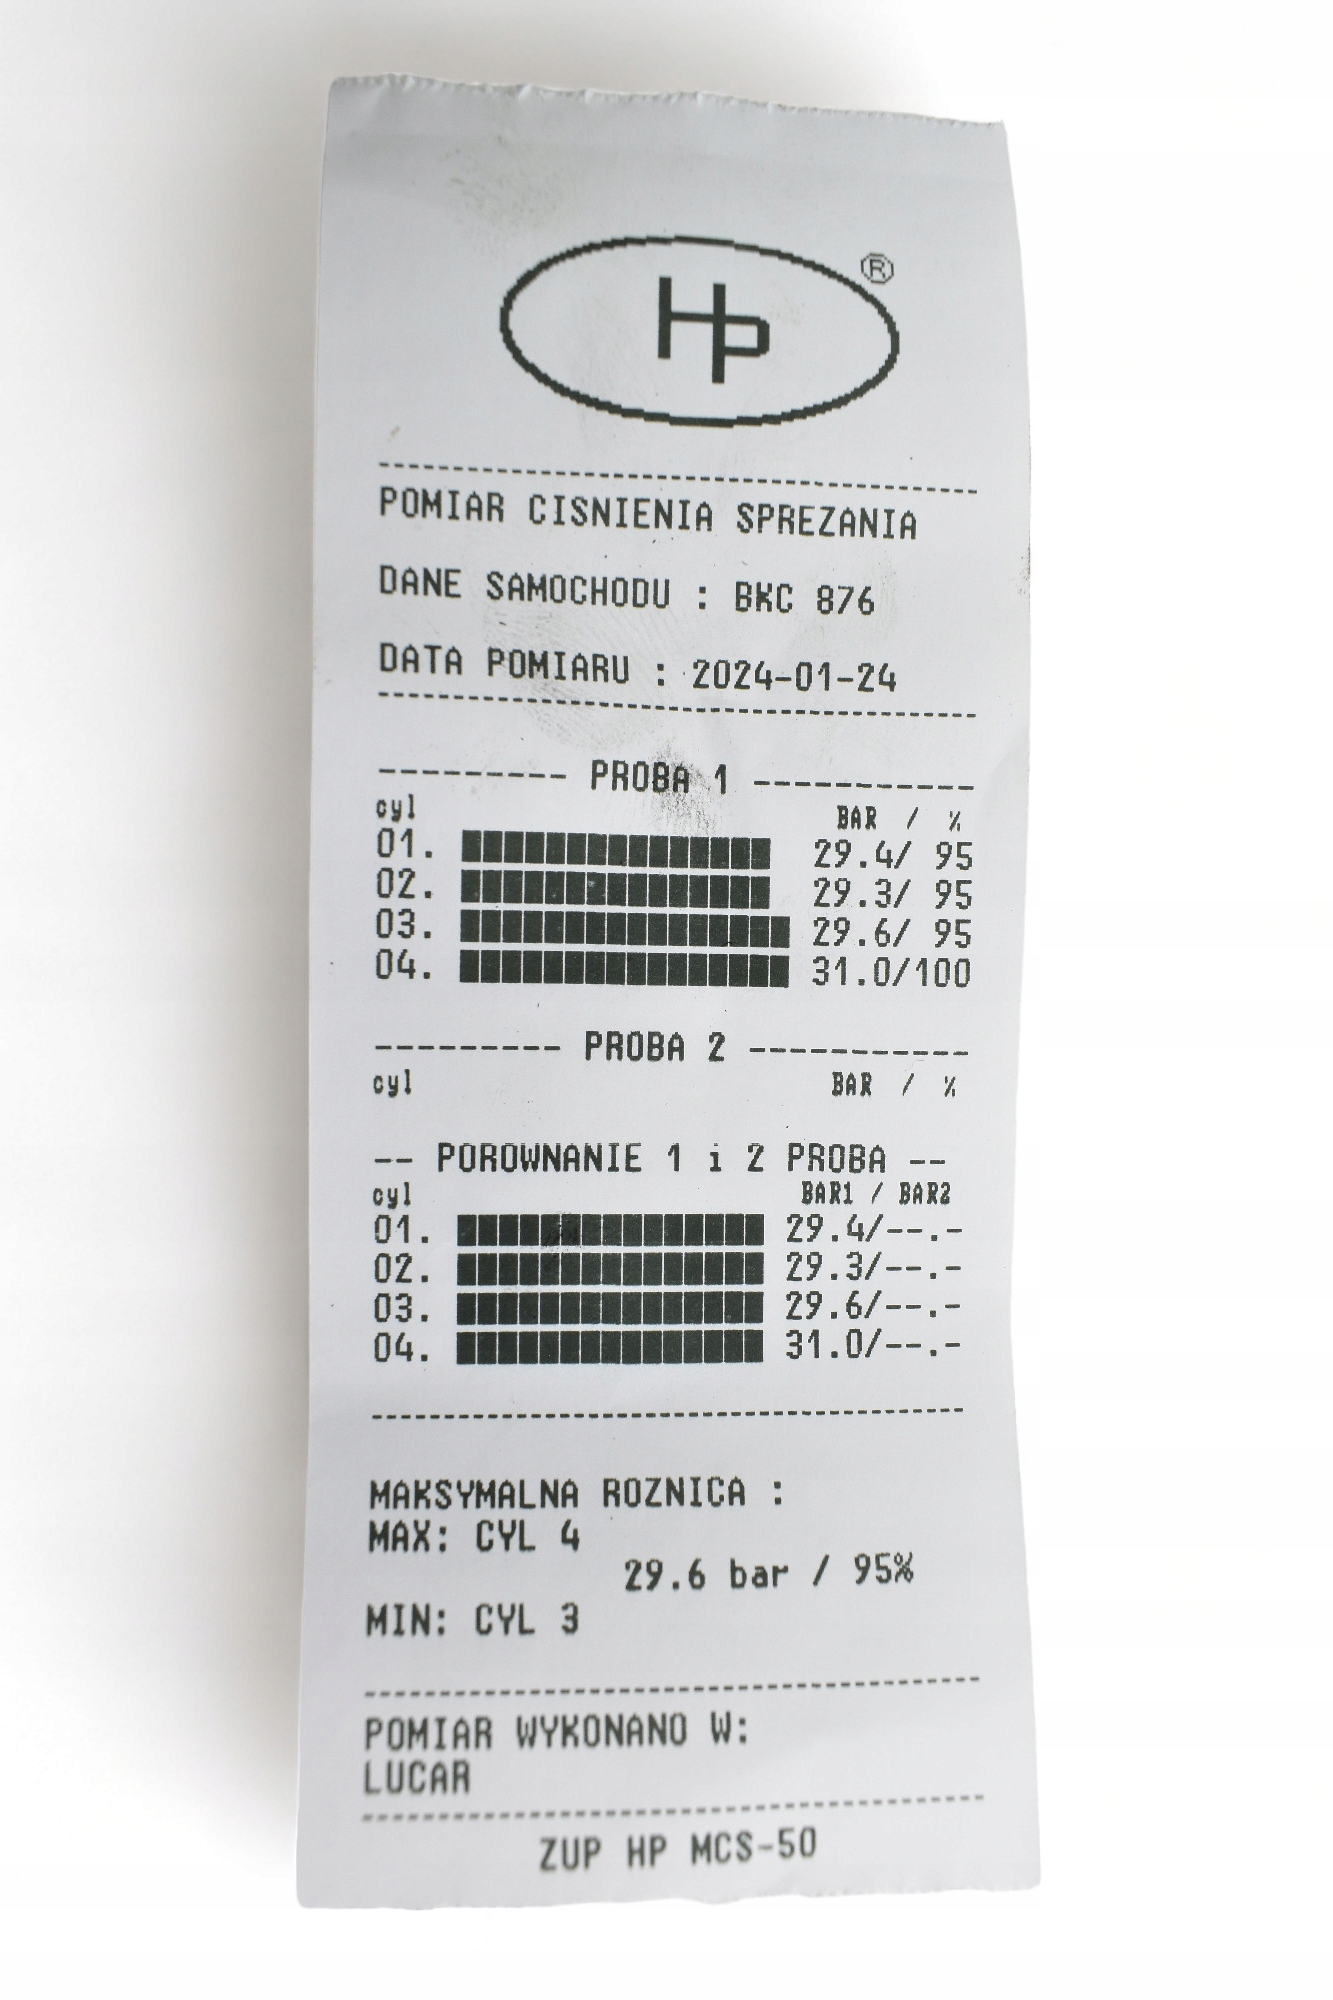 HP ®
POMIAR CISNIENIA SPREZANIA
DANE SAMOCHODU : BKC 876
DATA POMIARU : 2024-01-24
--------- PROBA 1 -----------
cyl BAR / %
01. 29.4/ 95
02. 29.3/ 95
03. 29.6/ 95
04. 31.0/100
--------- PROBA 2 -----------
cyl BAR / %
-- POROWNANIE 1 i 2 PROBA --
cyl BAR1 / BAR2
01. 29.4/--.-
02. 29.3/--.-
03. 29.6/--.-
04. 31.0/--.-
MAKSYMALNA ROZNICA :
MAX: CYL 4
29.6 bar / 95%
MIN: CYL 3
POMIAR WYKONANO W:
LUCAR
ZUP HP MCS-50